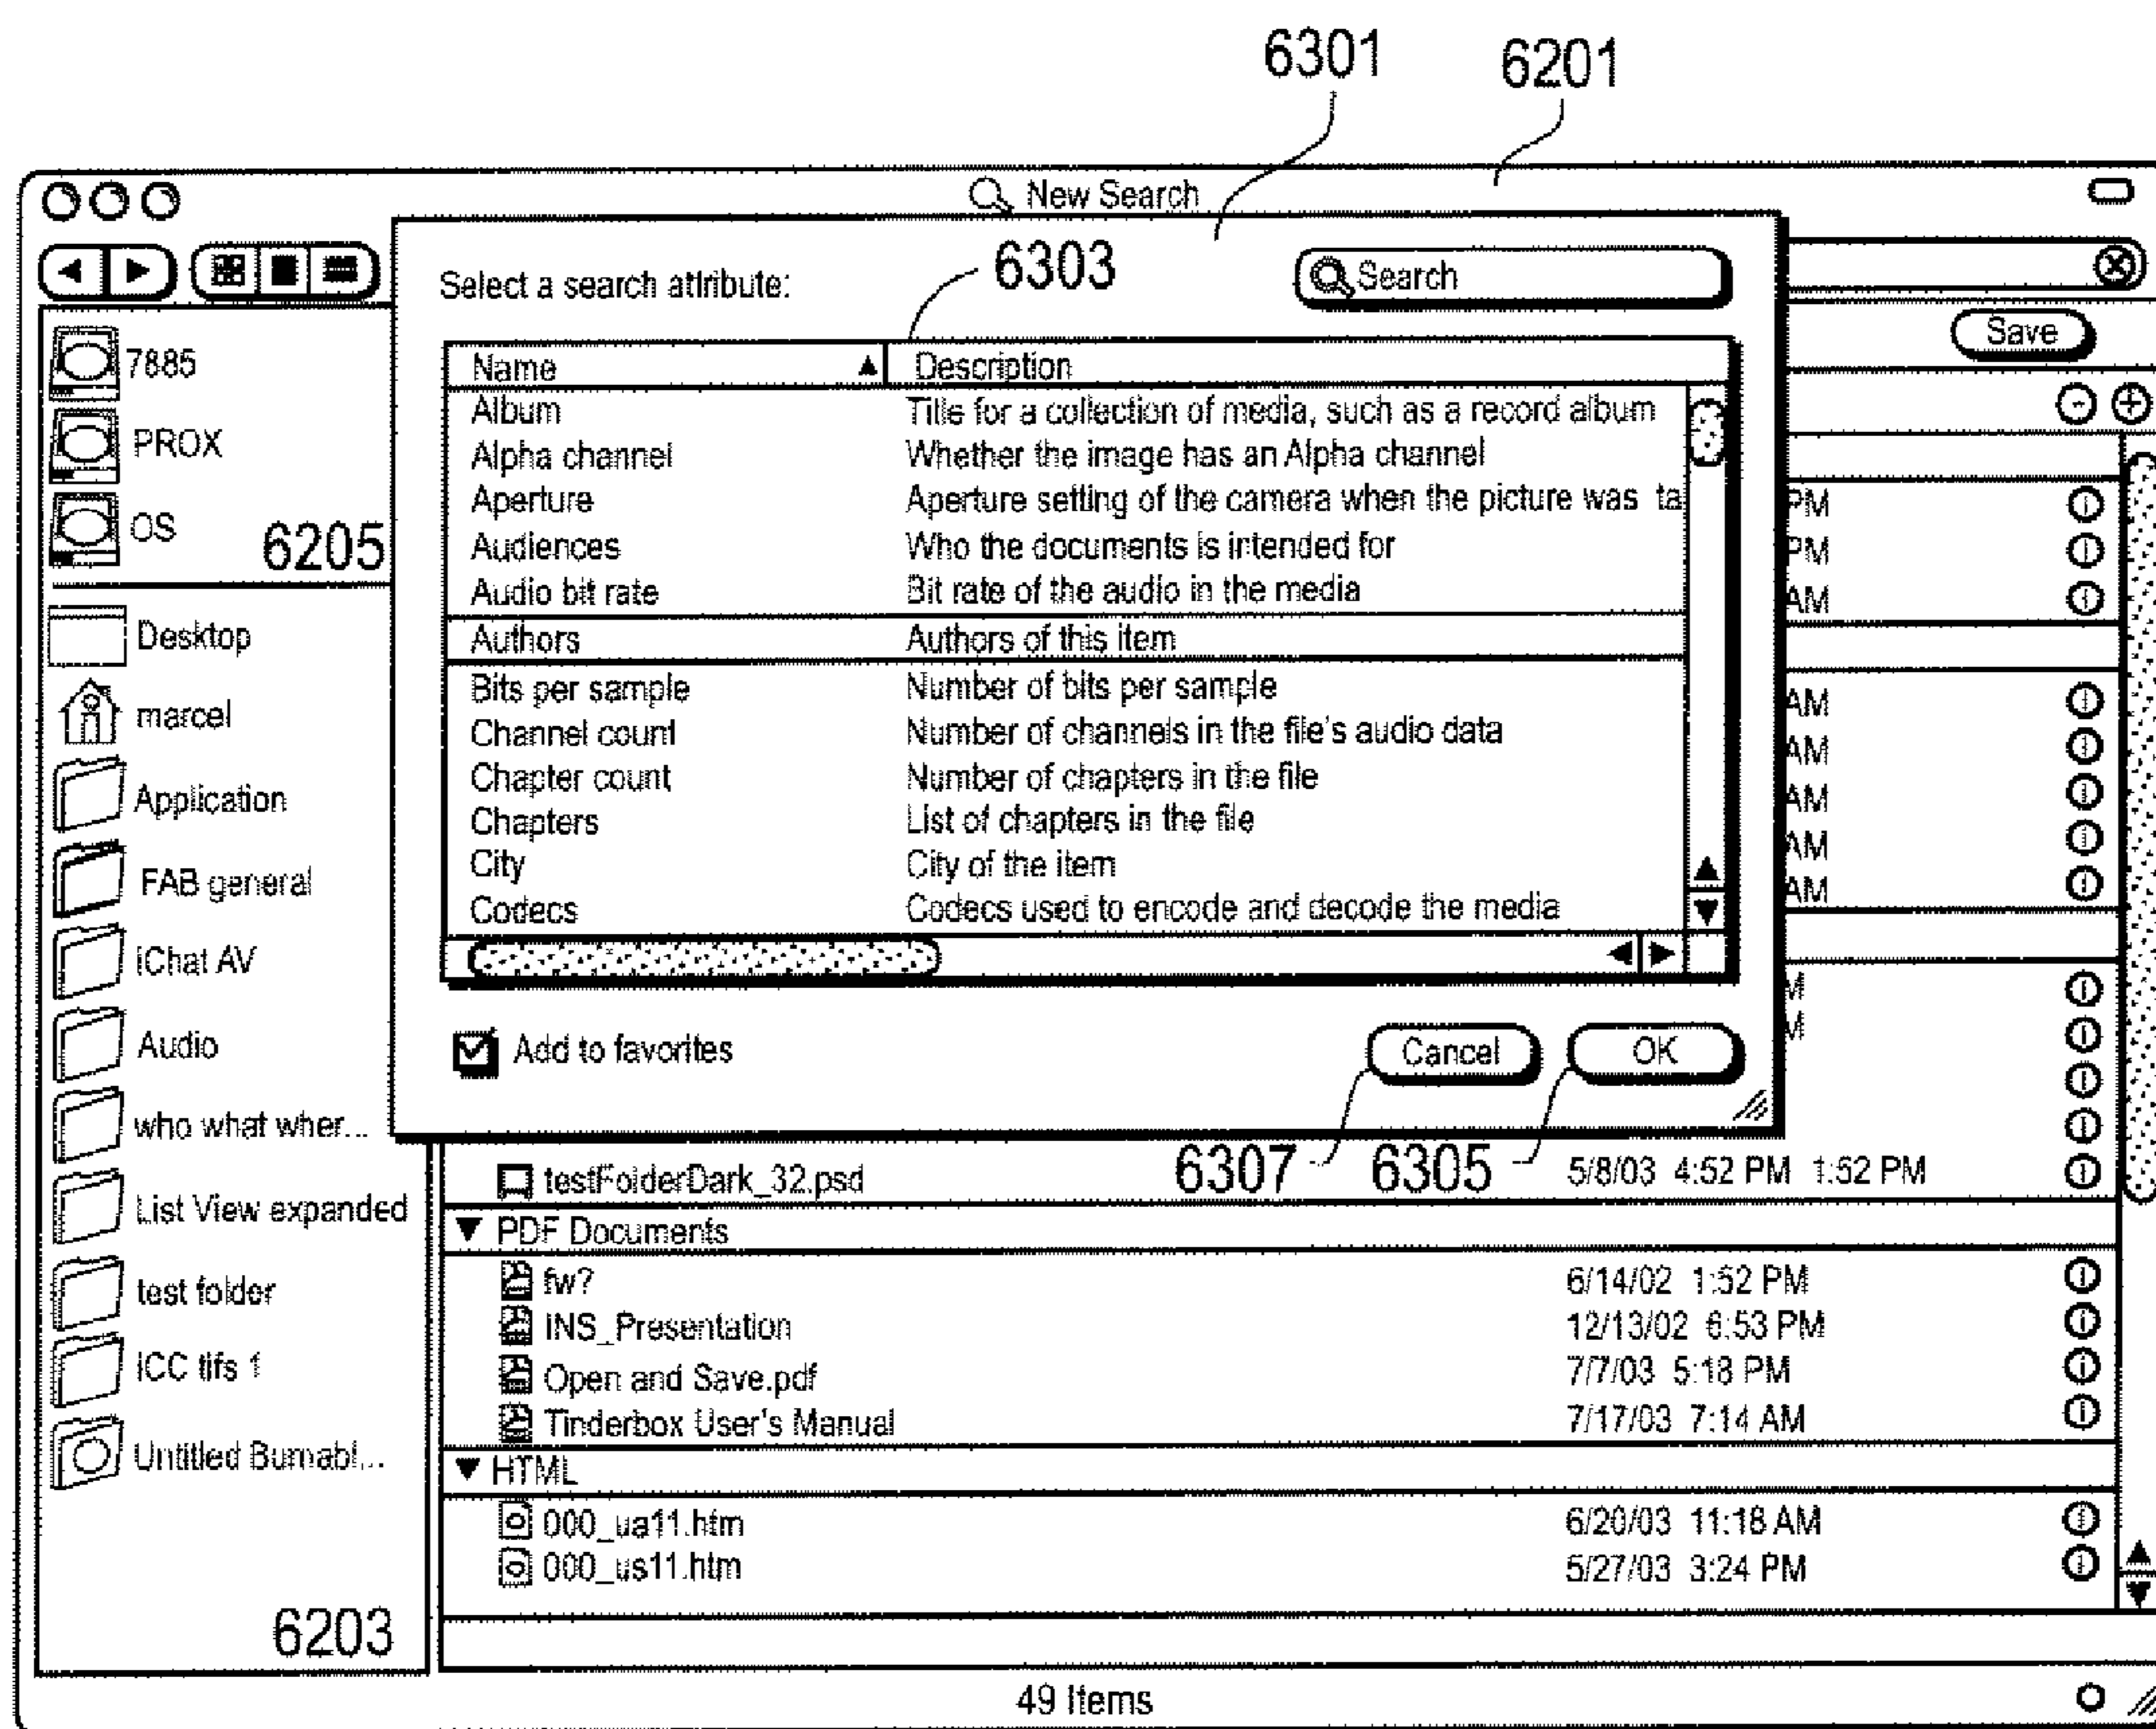 6301 6201
New Search
6303
Select a search attribute:
Search
Save
Name Description
Album Title for a collection of media, such as a record album
Alpha channel Whether the image has an Alpha channel
Aperture Aperture setting of the camera when the picture was ta
Audiences Who the documents is intended for
Audio bit rate Bit rate of the audio in the media
Authors Authors of this item
Bits per sample Number of bits per sample
Channel count Number of channels in the file's audio data
Chapter count Number of chapters in the file
Chapters List of chapters in the file
City City of the item
Codecs Codecs used to encode and decode the media
Add to favorites
Cancel OK
6307 6305
7885
PROX
OS
6205
Desktop
marcel
Application
FAB general
iChat AV
Audio
who what wher...
List View expanded
test folder
ICC tifs 1
Untitled Burnabl...
6203
PM
PM
AM
AM
AM
AM
AM
AM
M
M
testFolderDark_32.psd 5/8/03 4:52 PM 1:52 PM
PDF Documents
fw? 6/14/02 1:52 PM
INS_Presentation 12/13/02 6:53 PM
Open and Save.pdf 7/7/03 5:18 PM
Tinderbox User's Manual 7/17/03 7:14 AM
HTML
000_ua11.htm 6/20/03 11:18 AM
000_us11.htm 5/27/03 3:24 PM
49 Items